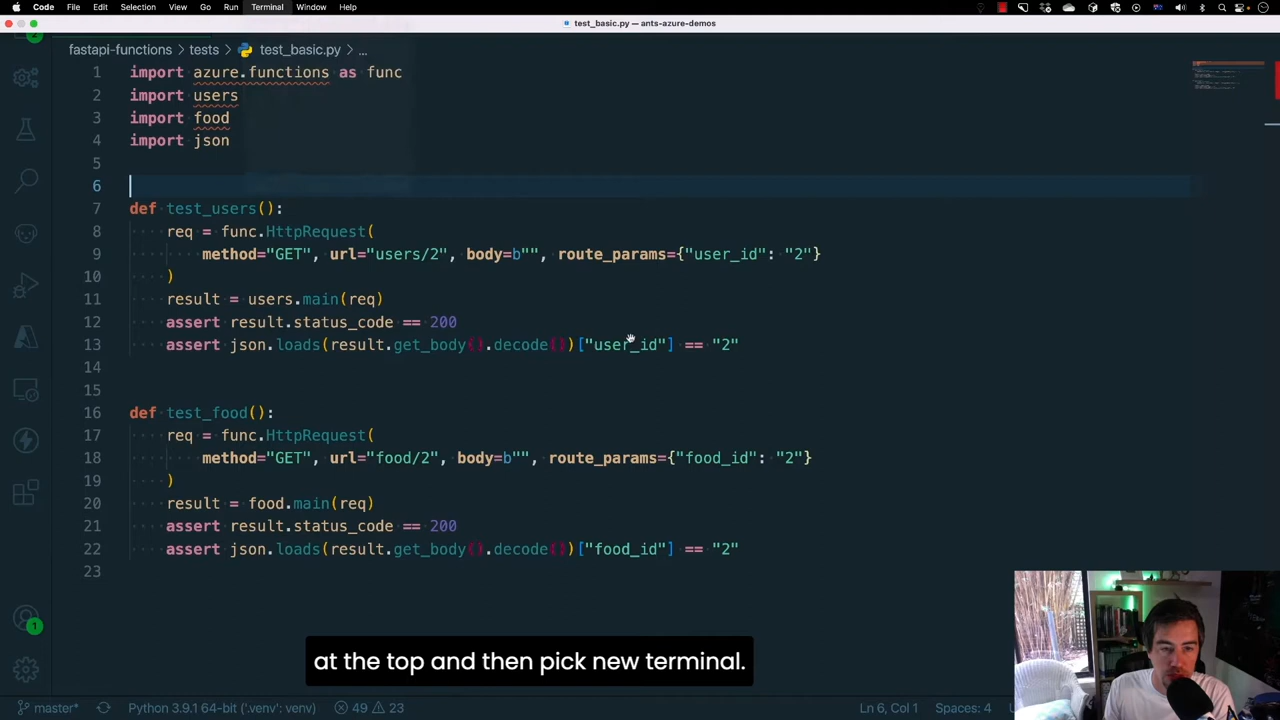 Code File Edit Selection View Go Run Terminal Window Help
test_basic.py — ants-azure-demos
2
fastapi-functions > tests > test_basic.py > ...
1 import azure.functions as func
2 import users
3 import food
4 import json
5
6
7 def test_users():
8 req = func.HttpRequest(
9 method="GET", url="users/2", body=b"", route_params={"user_id": "2"}
10 )
11 result = users.main(req)
12 assert result.status_code == 200
13 assert json.loads(result.get_body().decode())["user_id"] == "2"
14
15
16 def test_food():
17 req = func.HttpRequest(
18 method="GET", url="food/2", body=b"", route_params={"food_id": "2"}
19 )
20 result = food.main(req)
21 assert result.status_code == 200
22 assert json.loads(result.get_body().decode())["food_id"] == "2"
23
1
at the top and then pick new terminal.
master* Python 3.9.1 64-bit ('.venv': venv) 49 23 Ln 6, Col 1 Spaces: 4